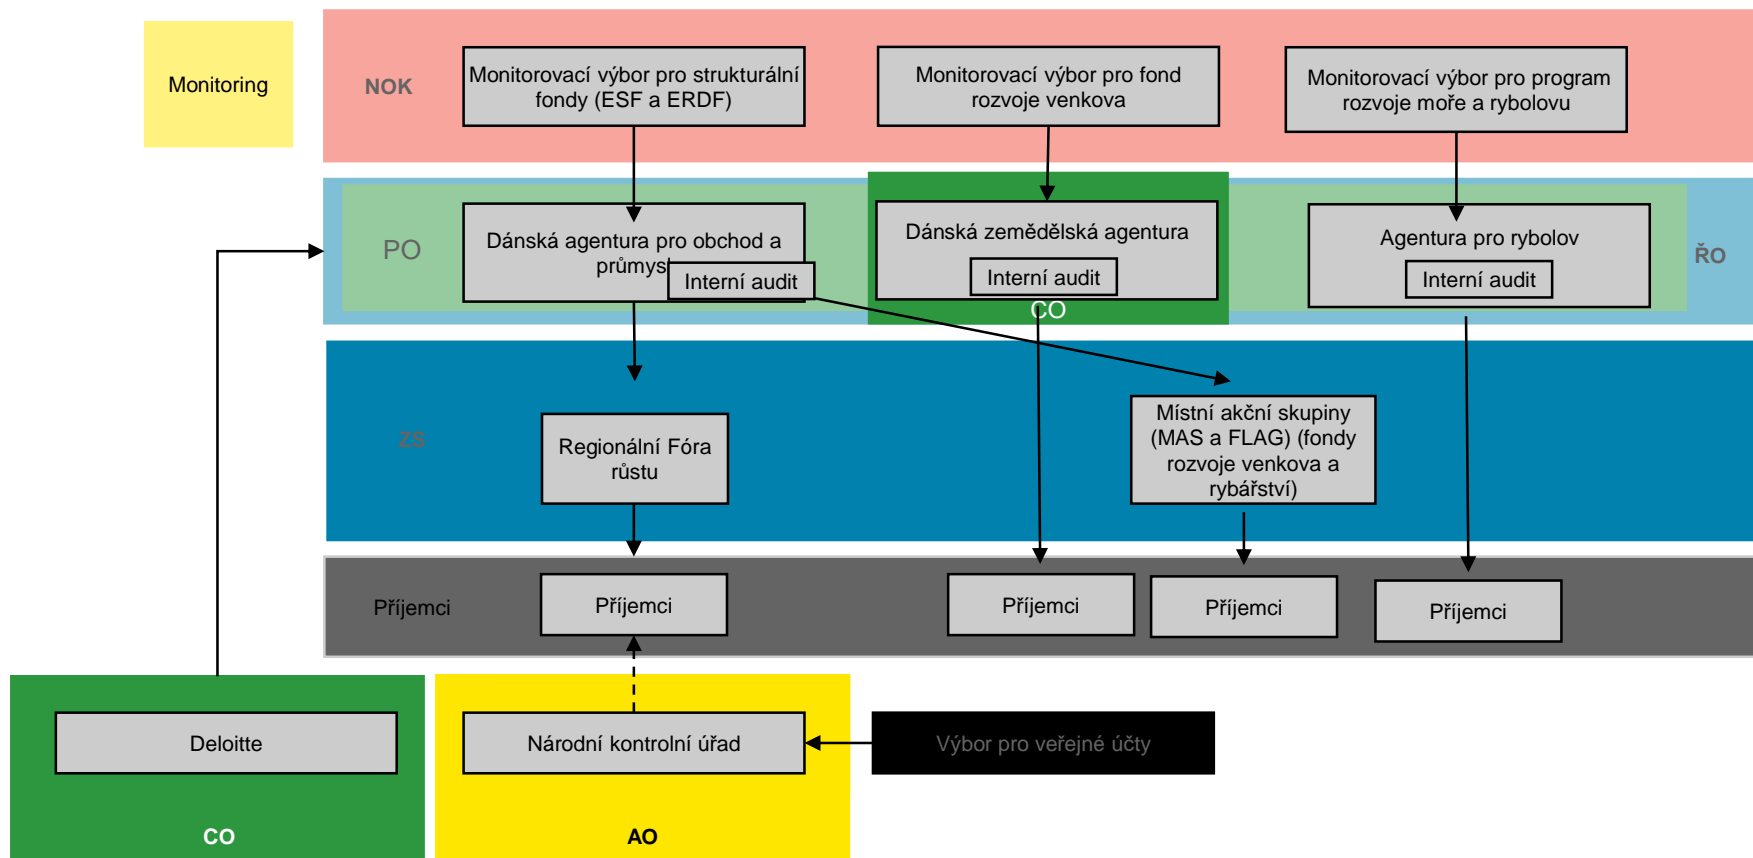 Monitoring
NOK
Monitorovací výbor pro strukturální
fondy (ESF a ERDF)
Monitorovací výbor pro fond
rozvoje venkova
Monitorovací výbor pro program
rozvoje moře a rybolovu
PO
Dánská agentura pro obchod a
průmysl
Interní audit
Dánská zemědělská agentura
Interní audit
CO
Agentura pro rybolov
Interní audit
ŘO
ZS
Regionální Fóra
růstu
Místní akční skupiny
(MAS a FLAG) (fondy
rozvoje venkova a
rybářství)
Příjemci
Příjemci
Příjemci
Příjemci
Příjemci
Deloitte
CO
Národní kontrolní úřad
AO
Výbor pro veřejné účty